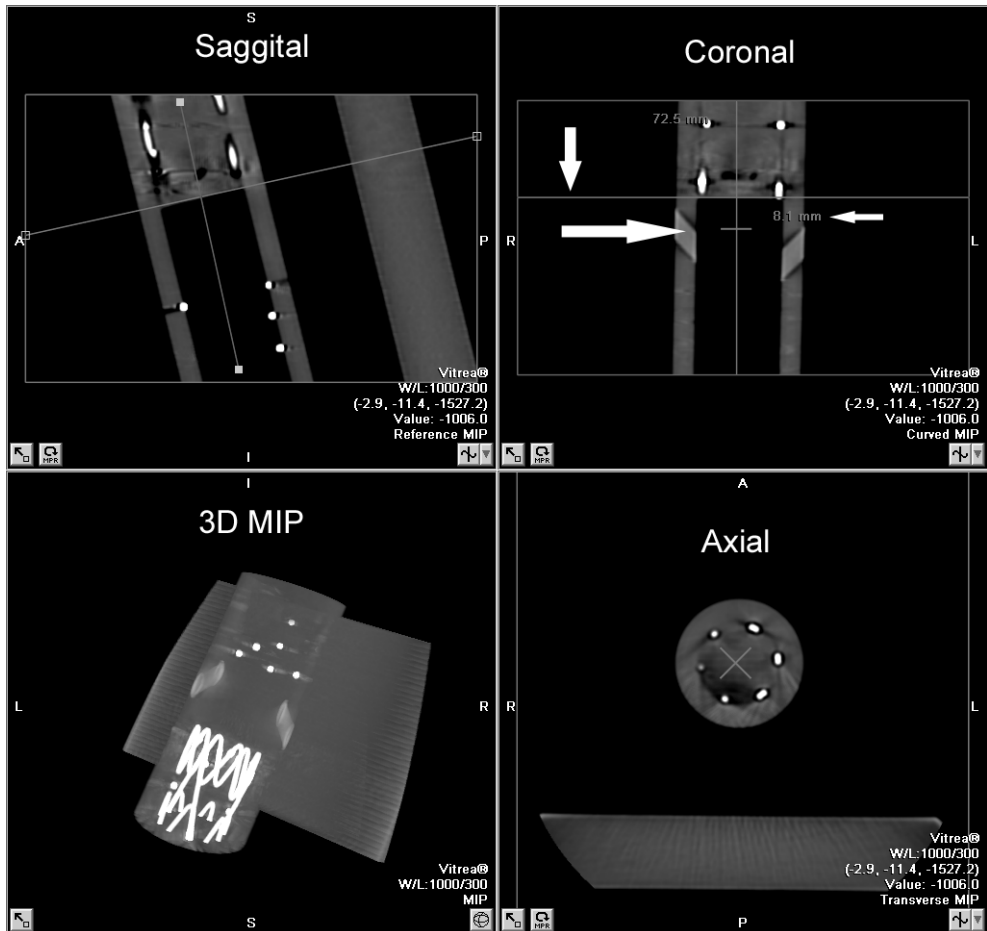 S
Saggital
A
P
Vitrea®
W/L:1000/300
(-2.9, -11.4, -1527.2)
Value: -1006.0
Reference MIP
MPR
I
Coronal
72.5 mm
8.1 mm
R
L
Vitrea®
W/L:1000/300
(-2.9, -11.4, -1527.2)
Value: -1006.0
Curved MIP
MPR
I
3D MIP
L
R
Vitrea®
W/L:1000/300
MIP
S
A
Axial
R
L
Vitrea®
W/L:1000/300
(-2.9, -11.4, -1527.2)
Value: -1006.0
Transverse MIP
MPR
P